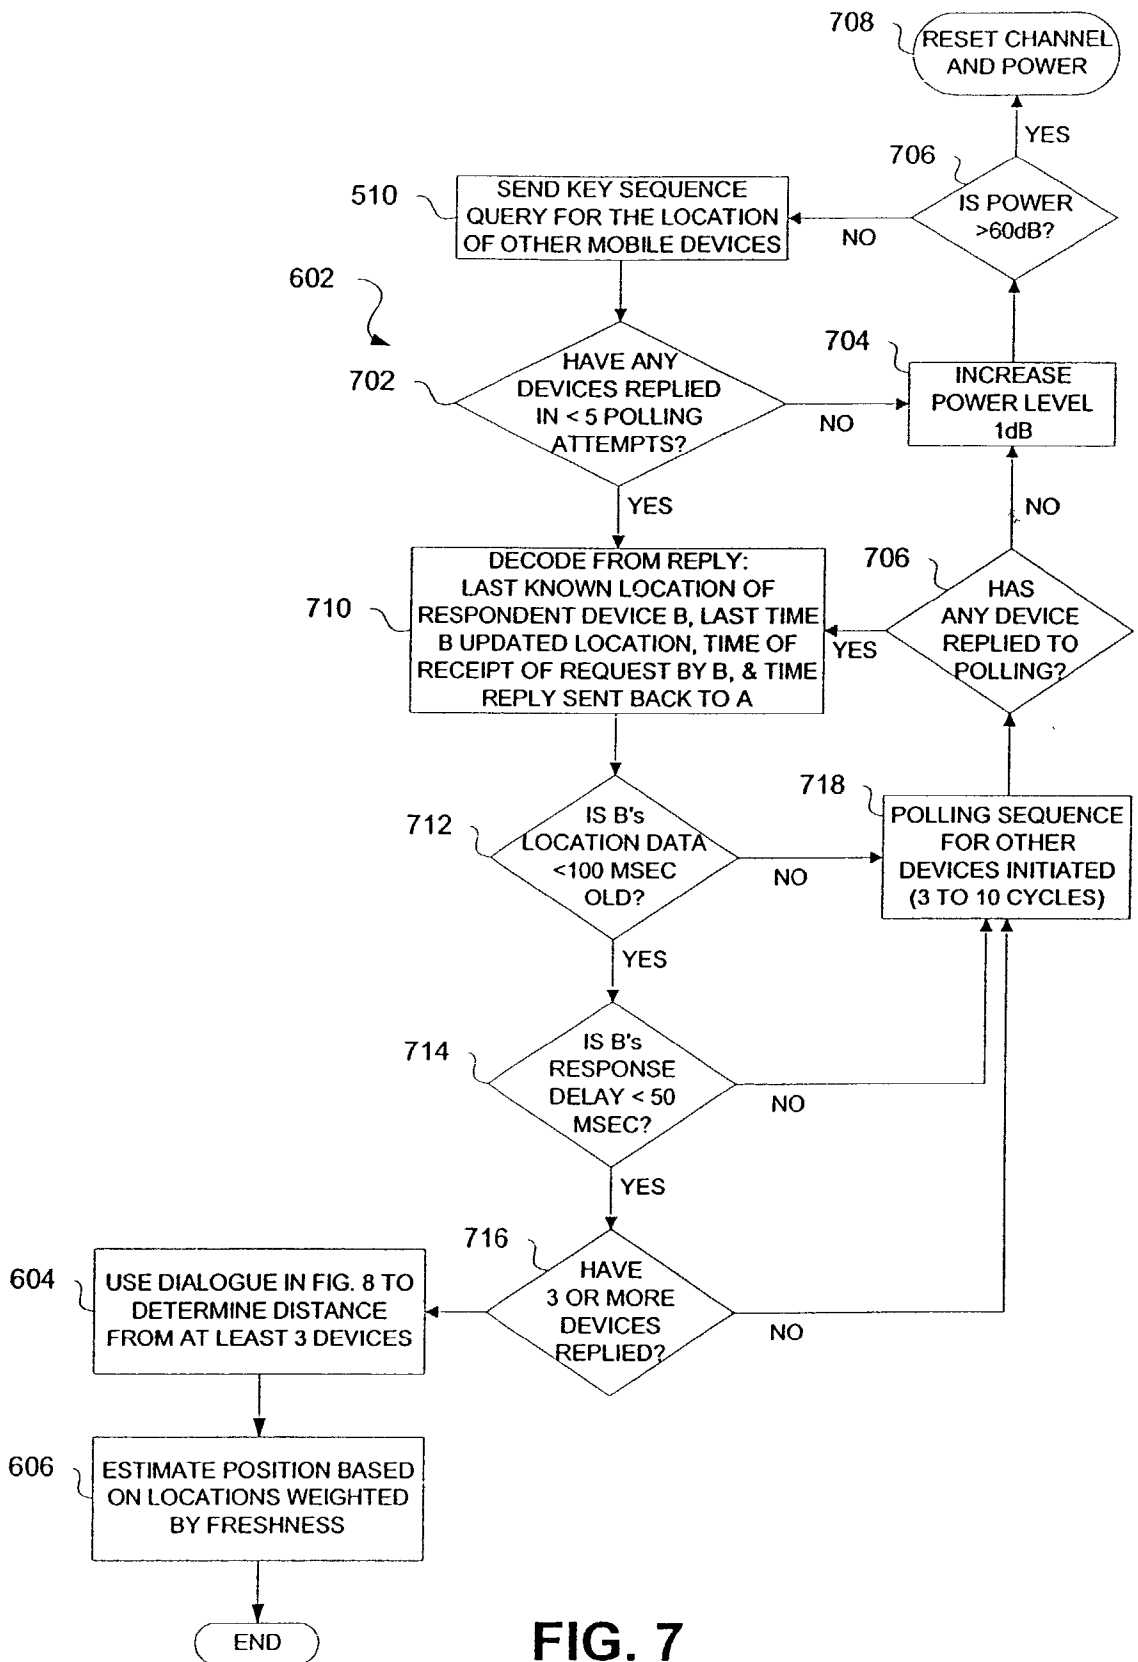 708
RESET CHANNEL
AND POWER
YES
706
IS POWER
>60dB?
NO
510
SEND KEY SEQUENCE
QUERY FOR THE LOCATION
OF OTHER MOBILE DEVICES
602
702
HAVE ANY
DEVICES REPLIED
IN < 5 POLLING
ATTEMPTS?
NO
YES
704
INCREASE
POWER LEVEL
1dB
NO
706
HAS
ANY DEVICE
REPLIED TO
POLLING?
YES
710
DECODE FROM REPLY:
LAST KNOWN LOCATION OF
RESPONDENT DEVICE B, LAST TIME
B UPDATED LOCATION, TIME OF
RECEIPT OF REQUEST BY B, & TIME
REPLY SENT BACK TO A
712
IS B's
LOCATION DATA
<100 MSEC
OLD?
NO
YES
718
POLLING SEQUENCE
FOR OTHER
DEVICES INITIATED
(3 TO 10 CYCLES)
714
IS B's
RESPONSE
DELAY < 50
MSEC?
NO
YES
716
HAVE
3 OR MORE
DEVICES
REPLIED?
NO
604
USE DIALOGUE IN FIG. 8 TO
DETERMINE DISTANCE
FROM AT LEAST 3 DEVICES
606
ESTIMATE POSITION BASED
ON LOCATIONS WEIGHTED
BY FRESHNESS
END
FIG. 7